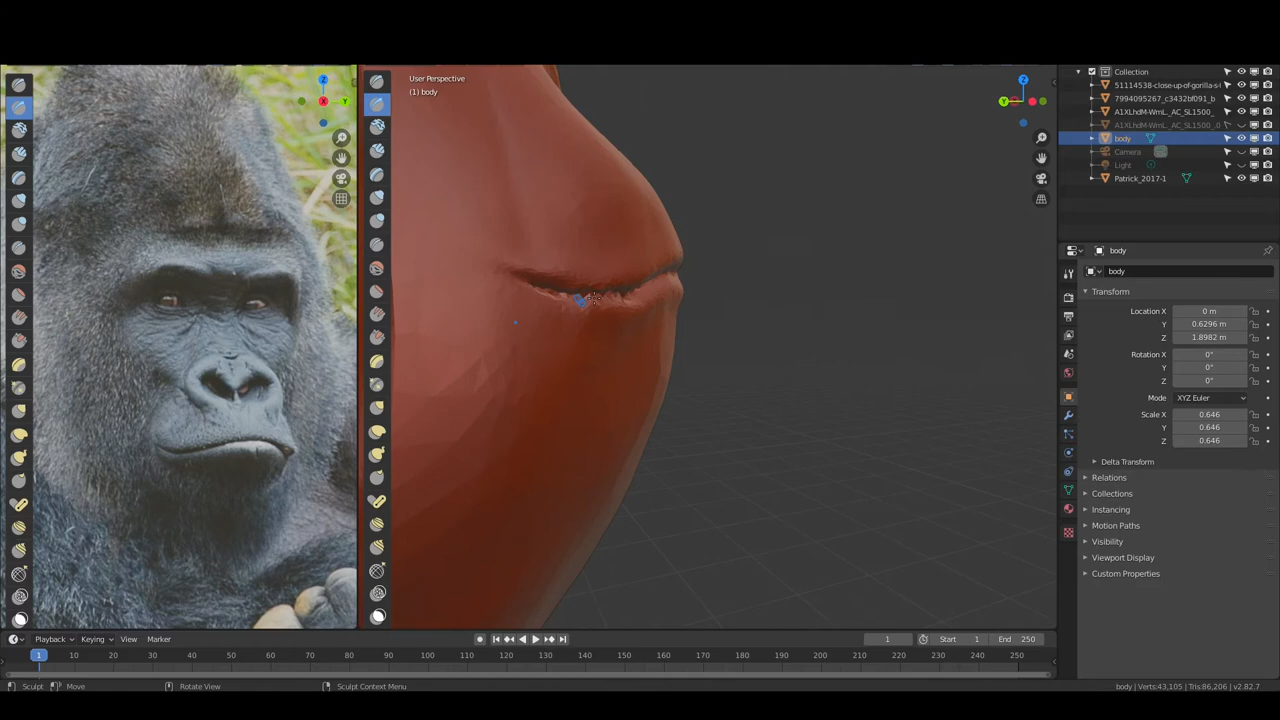 User Perspective
(1) body
Z
Y
X
Z
Y
Collection
51114538-close-up-of-gorilla-s-i
7994095267_c3432bf091_b
A1XLhdM-WmL._AC_SL1500_
A1XLhdM-WmL._AC_SL1500_.0
body
Camera
Light
Patrick_2017-1
body
body
Transform
Location X 0 m
Y 0.6296 m
Z 1.8982 m
Rotation X 0°
Y 0°
Z 0°
Mode XYZ Euler
Scale X 0.646
Y 0.646
Z 0.646
Delta Transform
Relations
Collections
Instancing
Motion Paths
Visibility
Viewport Display
Custom Properties
Playback Keying View Marker 1 Start 1 End 250
1 10 20 30 40 50 60 70 80 90 100 110 120 130 140 150 160 170 180 190 200 210 220 230 240 250
Sculpt Move Rotate View Sculpt Context Menu body | Verts:43,105 | Tris:86,206 | v2.82.7